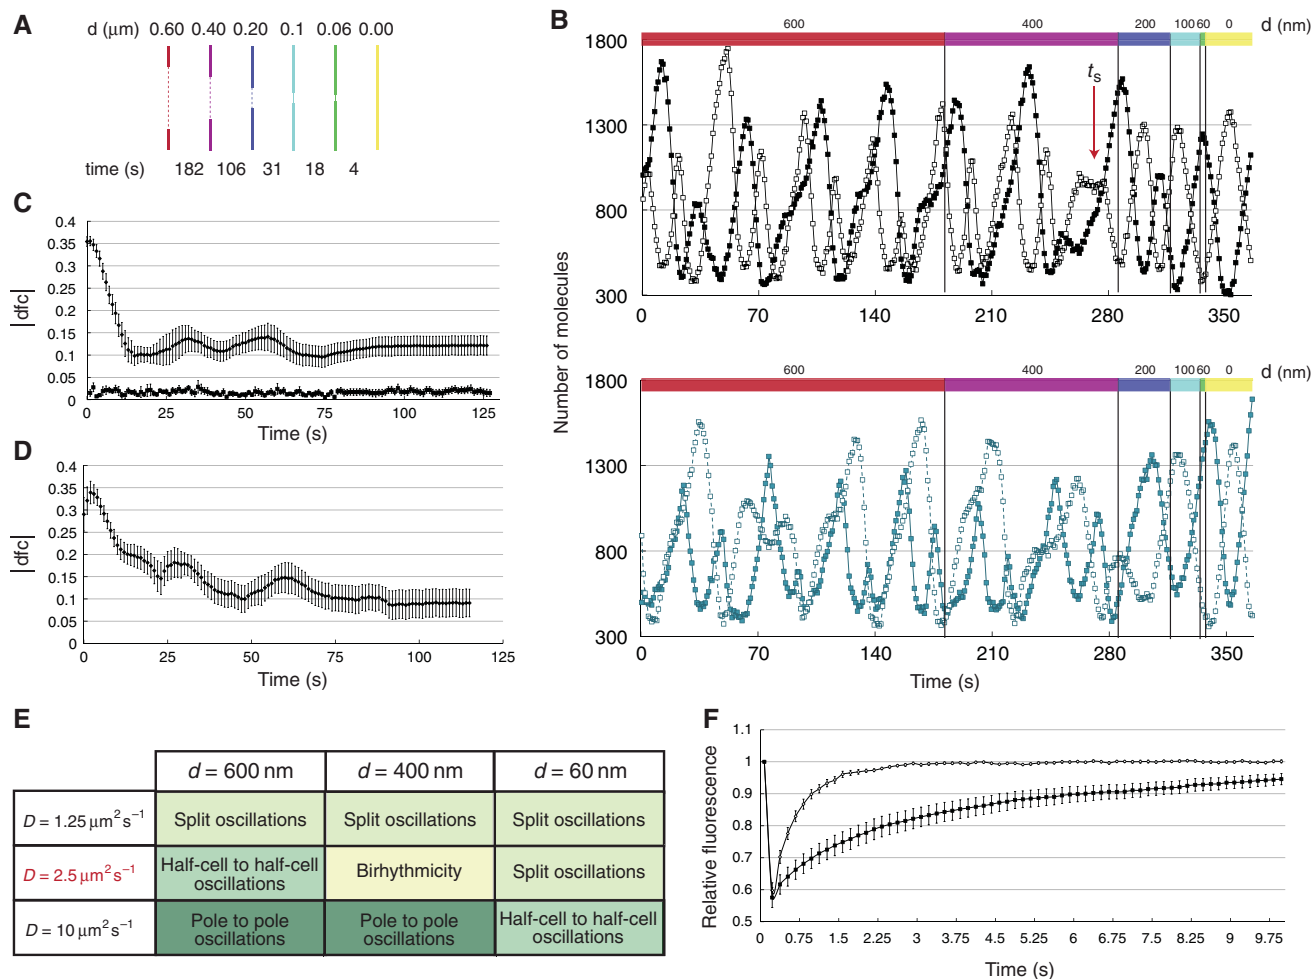 A
d (μm) 0.60 0.40 0.20 0.1 0.06 0.00
time (s) 182 106 31 18 4
B
600 400 200 100 60 0 d (nm)
1800
1300
800
300
t_s
0 70 140 210 280 350
Number of molecules
600 400 200 100 60 0 d (nm)
1800
1300
800
300
0 70 140 210 280 350
Time (s)
C
|dfc|
0.4
0.35
0.3
0.25
0.2
0.15
0.1
0.05
0
0 25 50 75 100 125
Time (s)
D
|dfc|
0.4
0.35
0.3
0.25
0.2
0.15
0.1
0.05
0
0 25 50 75 100 125
Time (s)
E
d = 600 nm d = 400 nm d = 60 nm
D = 1.25 μm²s⁻¹ Split oscillations Split oscillations Split oscillations
D = 2.5 μm²s⁻¹ Half-cell to half-cell oscillations Birhythmicity Split oscillations
D = 10 μm²s⁻¹ Pole to pole oscillations Pole to pole oscillations Half-cell to half-cell oscillations
F
Relative fluorescence
1.1
1
0.9
0.8
0.7
0.6
0.5
0 0.75 1.5 2.25 3 3.75 4.5 5.25 6 6.75 7.5 8.25 9 9.75
Time (s)